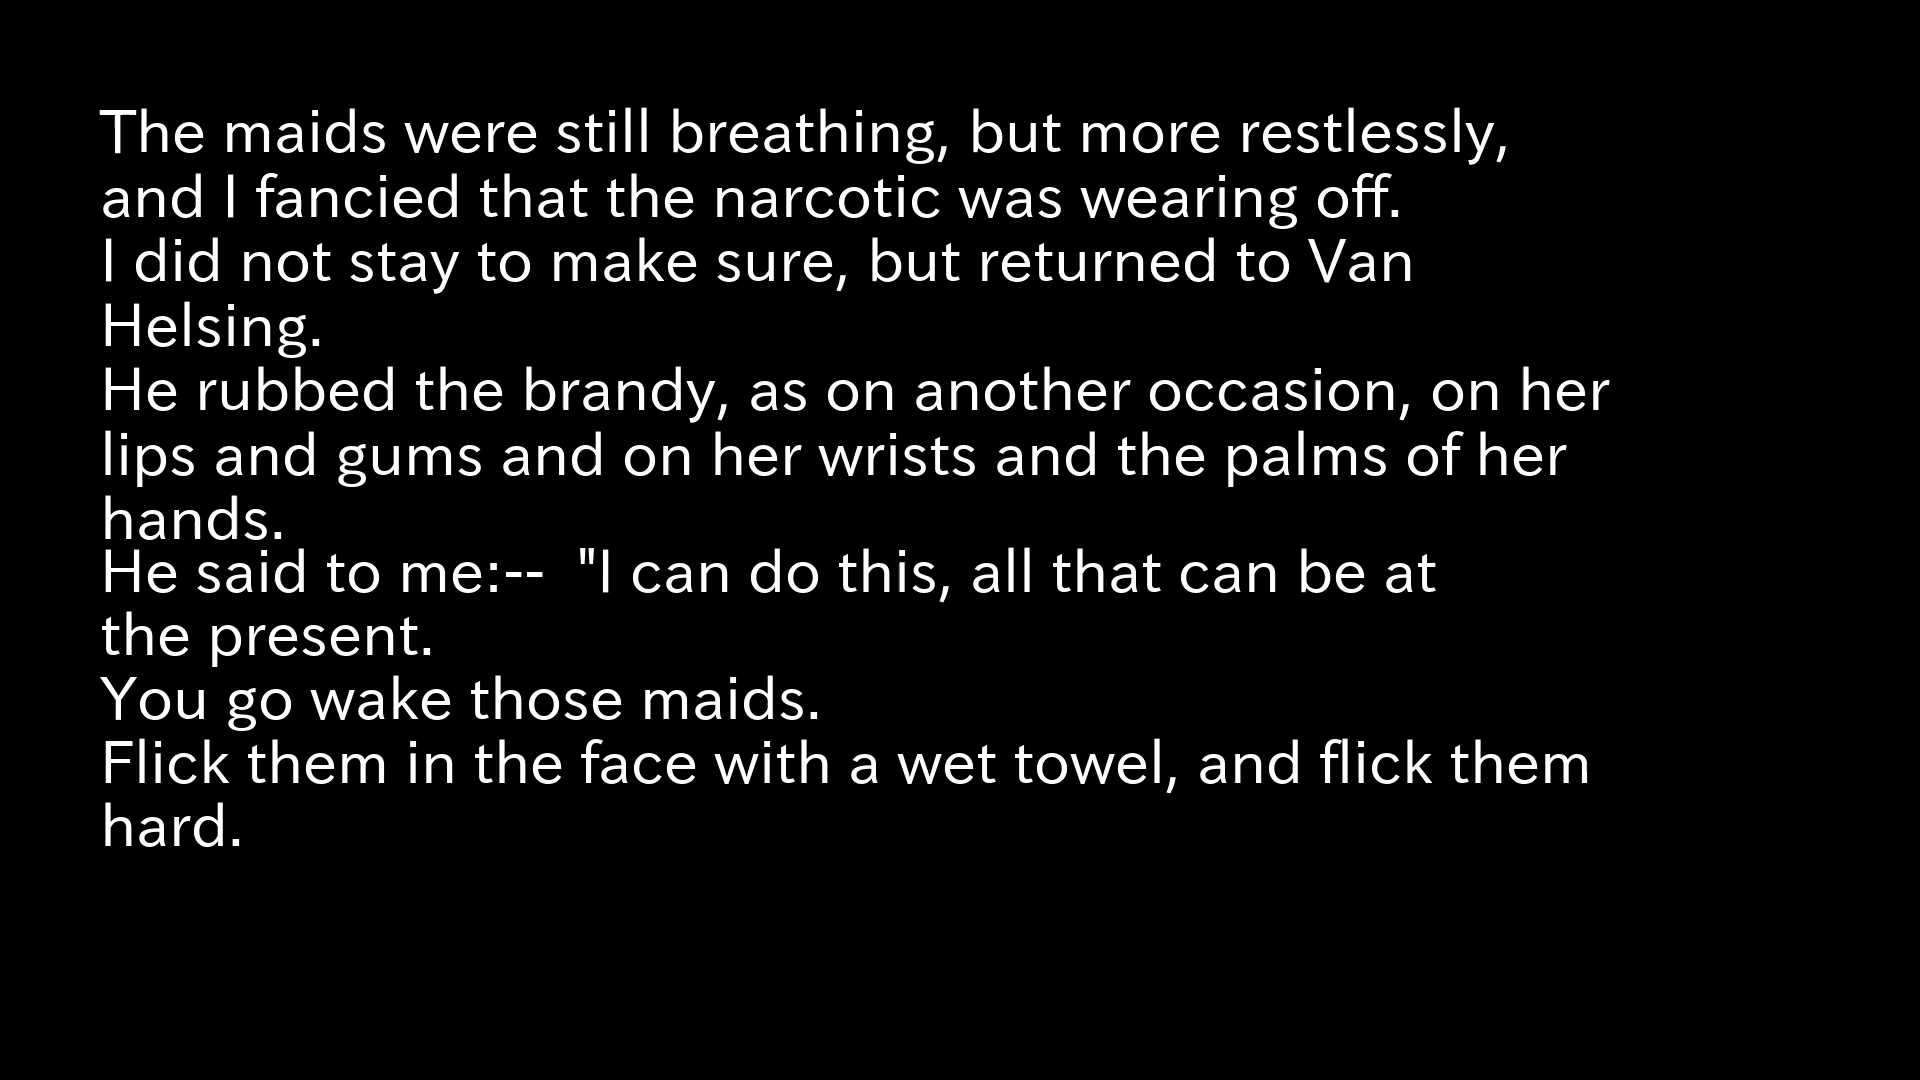 The maids were still breathing, but more restlessly,
and I fancied that the narcotic was wearing off.
I did not stay to make sure, but returned to Van
Helsing.
He rubbed the brandy, as on another occasion, on her
lips and gums and on her wrists and the palms of her
hands.
He said to me:--  "I can do this, all that can be at
the present.
You go wake those maids.
Flick them in the face with a wet towel, and flick them
hard.